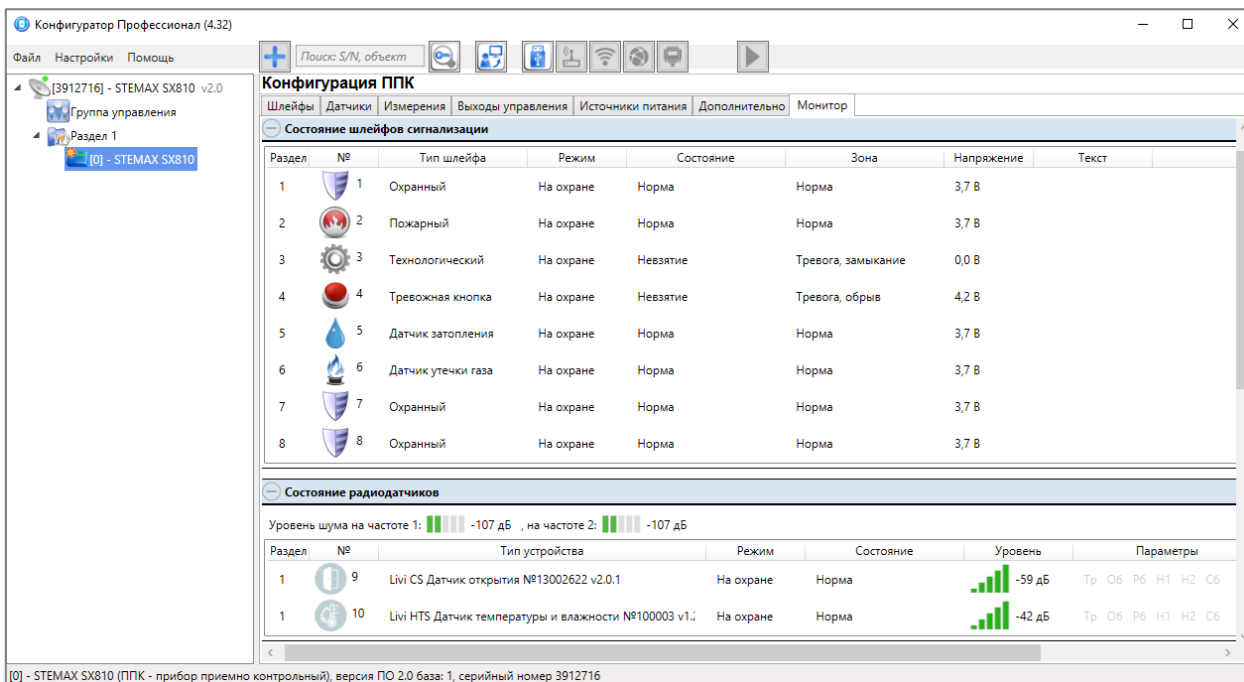 Конфигуратор Профессионал (4.32)
Файл Настройки Помощь
Поиск: S/N, объект
[3912716] - STEMAX SX810 v2.0
Группа управления
Раздел 1
[0] - STEMAX SX810
Конфигурация ППК
Шлейфы Датчики Измерения Выходы управления Источники питания Дополнительно Монитор
Состояние шлейфов сигнализации
Раздел № Тип шлейфа Режим Состояние Зона Напряжение Текст
1 1 Охранный На охране Норма Норма 3,7 В
2 2 Пожарный На охране Норма Норма 3,7 В
3 3 Технологический На охране Невзятие Тревога, замыкание 0,0 В
4 4 Тревожная кнопка На охране Невзятие Тревога, обрыв 4,2 В
5 5 Датчик затопления На охране Норма Норма 3,7 В
6 6 Датчик утечки газа На охране Норма Норма 3,7 В
7 7 Охранный На охране Норма Норма 3,7 В
8 8 Охранный На охране Норма Норма 3,7 В
Состояние радиодатчиков
Уровень шума на частоте 1: -107 дБ , на частоте 2: -107 дБ
Раздел № Тип устройства Режим Состояние Уровень Параметры
1 9 Livi CS Датчик открытия №13002622 v2.0.1 На охране Норма -59 дБ Тр Об Рб Н1 Н2 Сб
1 10 Livi HTS Датчик температуры и влажности №100003 v1. На охране Норма -42 дБ Тр Об Рб Н1 Н2 Сб
[0] - STEMAX SX810 (ППК - прибор приемно контрольный), версия ПО 2.0 база: 1, серийный номер 3912716